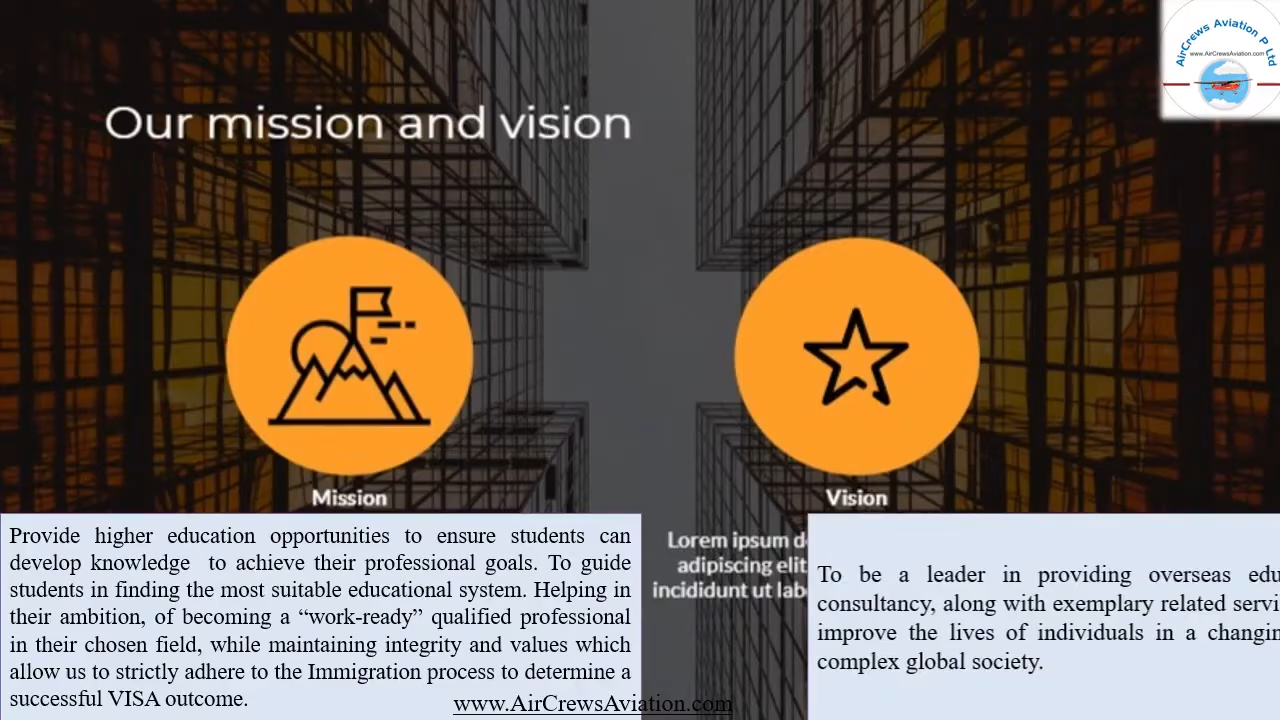 AirCrews Aviation P Ltd
www.AirCrewsAviation.com
Our mission and vision
Mission
Provide higher education opportunities to ensure students can
develop knowledge to achieve their professional goals. To guide
students in finding the most suitable educational system. Helping in
their ambition, of becoming a “work-ready” qualified professional
in their chosen field, while maintaining integrity and values which
allow us to strictly adhere to the Immigration process to determine a
successful VISA outcome.
Vision
Lorem ipsum
adipiscing elit
incididunt ut
To be a leader in providing overseas
consultancy, along with exemplary related
improve the lives of individuals in a
complex global society.
www.AirCrewsAviation.com